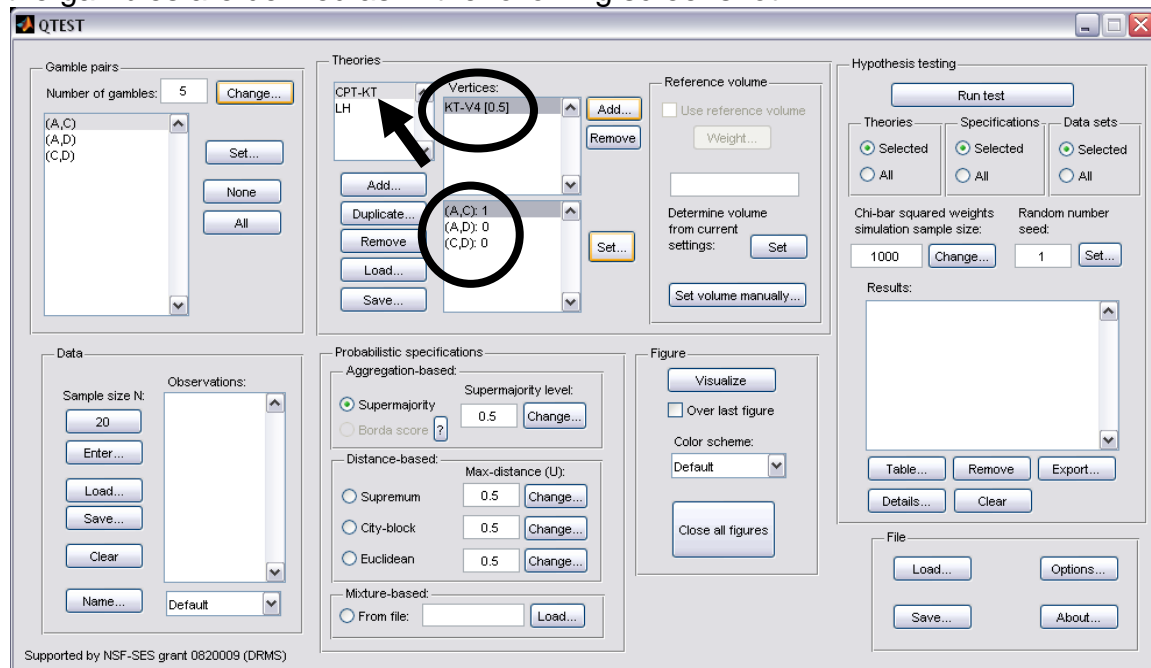 QTEST
Gamble pairs
Number of gambles: 5 Change...
(A,C)
(A,D)
(C,D)
Set...
None
All
Theories
CPT-KT
LH
Add...
Duplicate...
Remove
Load...
Save...
Vertices:
KT-V4 [0.5]
Add...
Remove
(A,C): 1
(A,D): 0
(C,D): 0
Set...
Reference volume
Use reference volume
Weight...
Determine volume
from current
settings: Set
Set volume manually...
Hypothesis testing
Run test
Theories
Selected
All
Specifications
Selected
All
Data sets
Selected
All
Chi-bar squared weights
simulation sample size:
1000 Change...
Random number
seed:
1 Set...
Results:
Table... Remove Export...
Details... Clear
Data
Sample size N:
20
Enter...
Load...
Save...
Clear
Name...
Observations:
Default
Probabilistic specifications
Aggregation-based:
Supermajority level:
Supermajority 0.5 Change...
Borda score ?
Distance-based:
Max-distance (U):
Supremum 0.5 Change...
City-block 0.5 Change...
Euclidean 0.5 Change...
Mixture-based:
From file: Load...
Figure
Visualize
Over last figure
Color scheme:
Default
Close all figures
File
Load... Options...
Save... About...
Supported by NSF-SES grant 0820009 (DRMS)